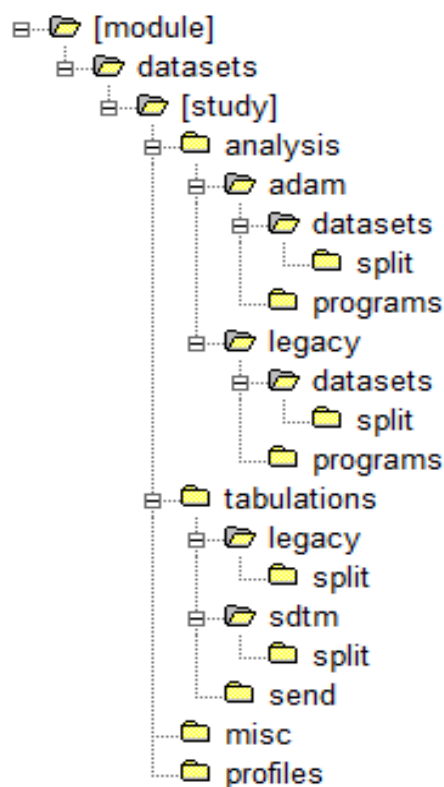 [module]
datasets
[study]
analysis
adam
datasets
split
programs
legacy
datasets
split
programs
tabulations
legacy
split
sdtm
split
send
misc
profiles